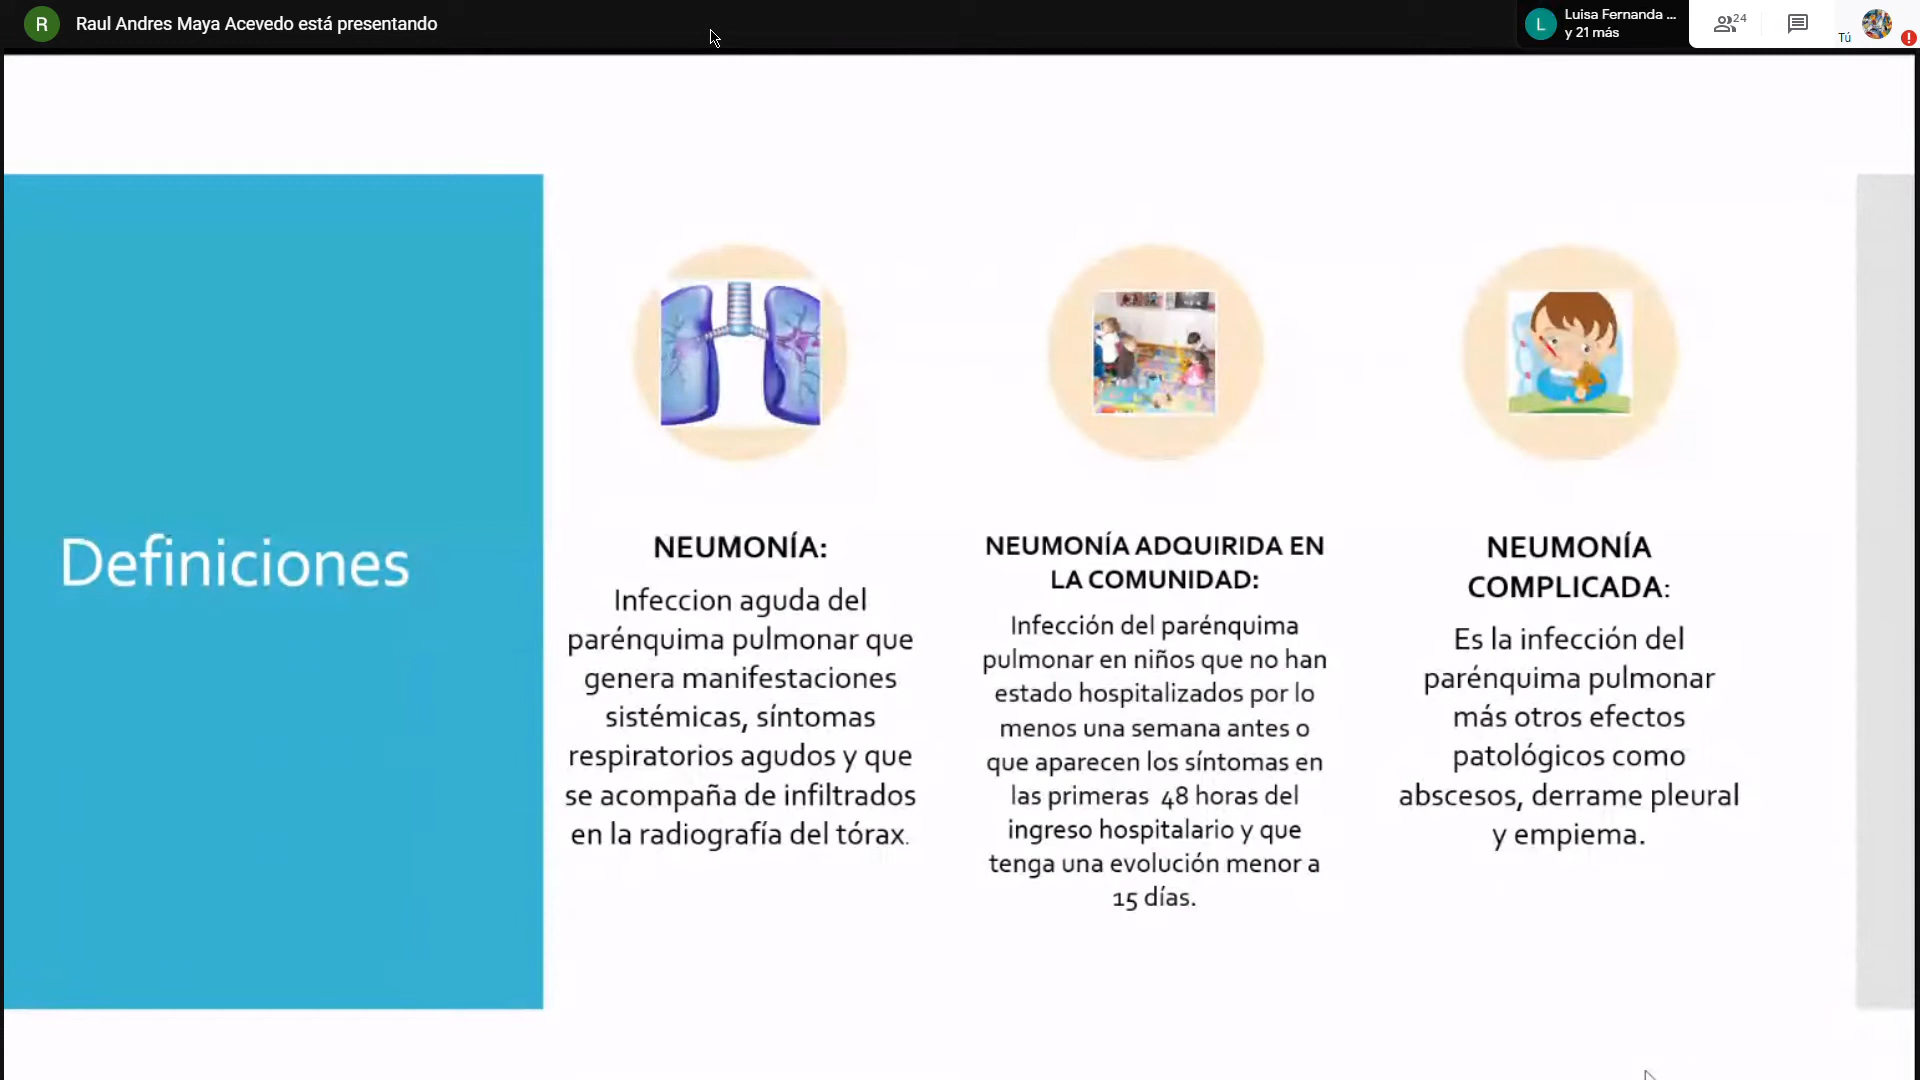 R
Raul Andres Maya Acevedo está presentando
L
Luisa Fernanda ...
y 21 más
24
Tú
Definiciones
NEUMONÍA:
Infeccion aguda del
parénquima pulmonar que
genera manifestaciones
sistémicas, síntomas
respiratorios agudos y que
se acompaña de infiltrados
en la radiografía del tórax.
NEUMONÍA ADQUIRIDA EN
LA COMUNIDAD:
Infección del parénquima
pulmonar en niños que no han
estado hospitalizados por lo
menos una semana antes o
que aparecen los síntomas en
las primeras 48 horas del
ingreso hospitalario y que
tenga una evolución menor a
15 días.
NEUMONÍA
COMPLICADA:
Es la infección del
parénquima pulmonar
más otros efectos
patológicos como
abscesos, derrame pleural
y empiema.